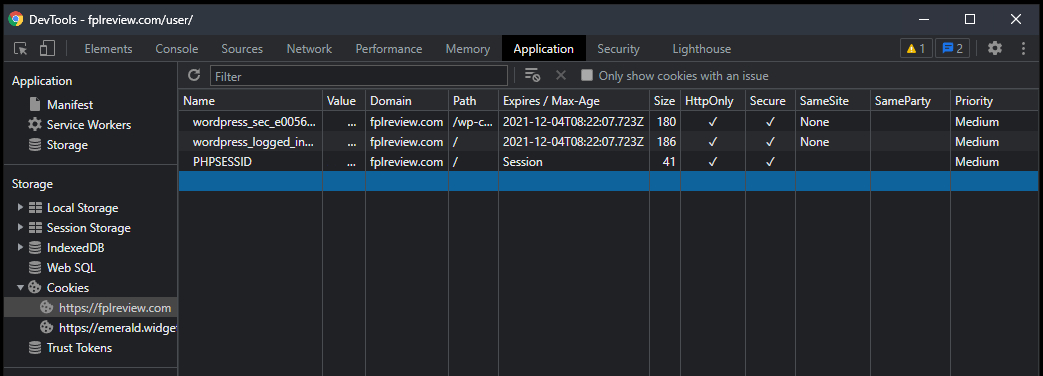 DevTools - fplreview.com/user/
Elements Console Sources Network Performance Memory Application Security Lighthouse 1 2
Application
Manifest
Service Workers
Storage
Storage
Local Storage
Session Storage
IndexedDB
Web SQL
Cookies
https://fplreview.com
https://emerald.widge
Trust Tokens
Filter Only show cookies with an issue
Name Value Domain Path Expires / Max-Age Size HttpOnly Secure SameSite SameParty Priority
wordpress_sec_e0056... ... fplreview.com /wp-c... 2021-12-04T08:22:07.723Z 180 ✓ ✓ None Medium
wordpress_logged_in... ... fplreview.com / 2021-12-04T08:22:07.723Z 186 ✓ ✓ None Medium
PHPSESSID ... fplreview.com / Session 41 ✓ ✓ Medium